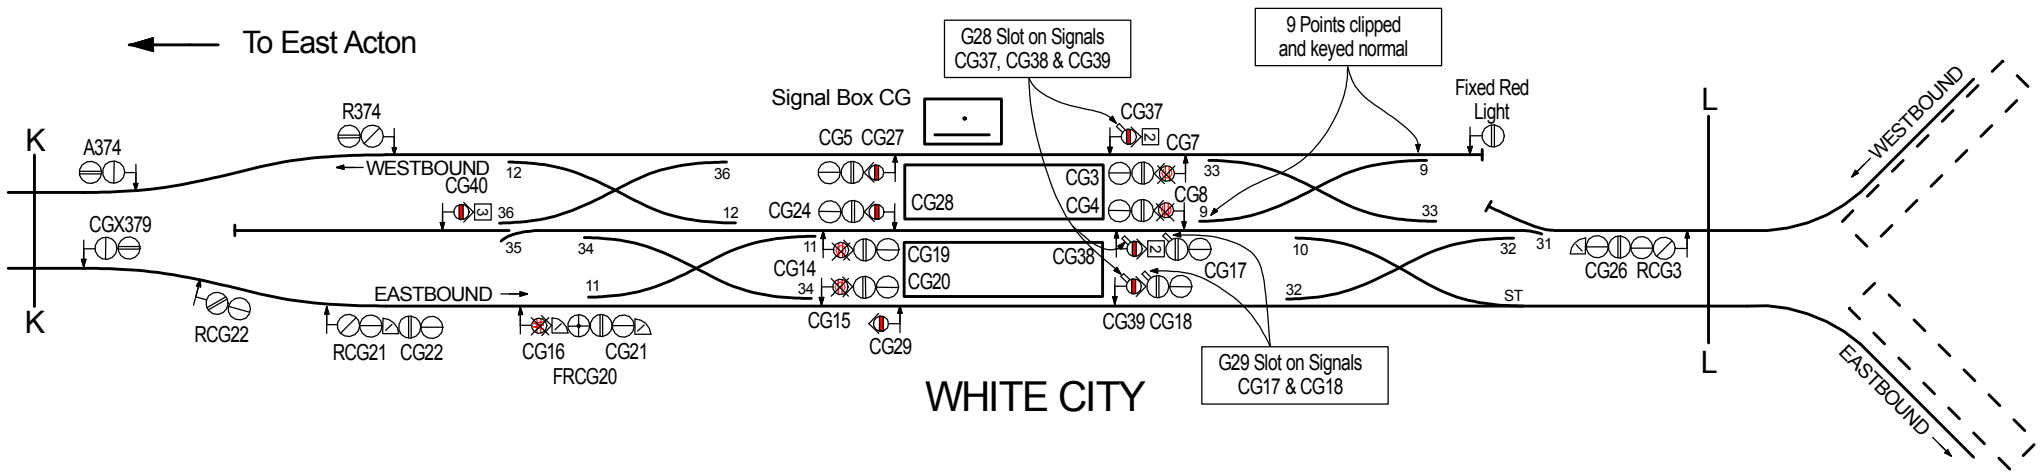 To East Acton
G28 Slot on Signals
CG37, CG38 & CG39
9 Points clipped
and keyed normal
Signal Box CG
Fixed Red
Light
K
A374
R374
CG5 CG27
CG37
2
CG7
L
WESTBOUND
WESTBOUND
CG40
3
12
36
CG3
CG8
33
9
CG24
CG28
CG4
36
12
9
33
CGX379
35
34
11
CG19
CG38
2
CG17
10
32
31
CG26 RCG3
CG14
CG20
11
34
32
ST
EASTBOUND
RCG22
RCG21 CG22
CG16 CG21
FRCG20
CG15
CG29
CG39 CG18
K
L
G29 Slot on Signals
CG17 & CG18
EASTBOUND
WHITE CITY